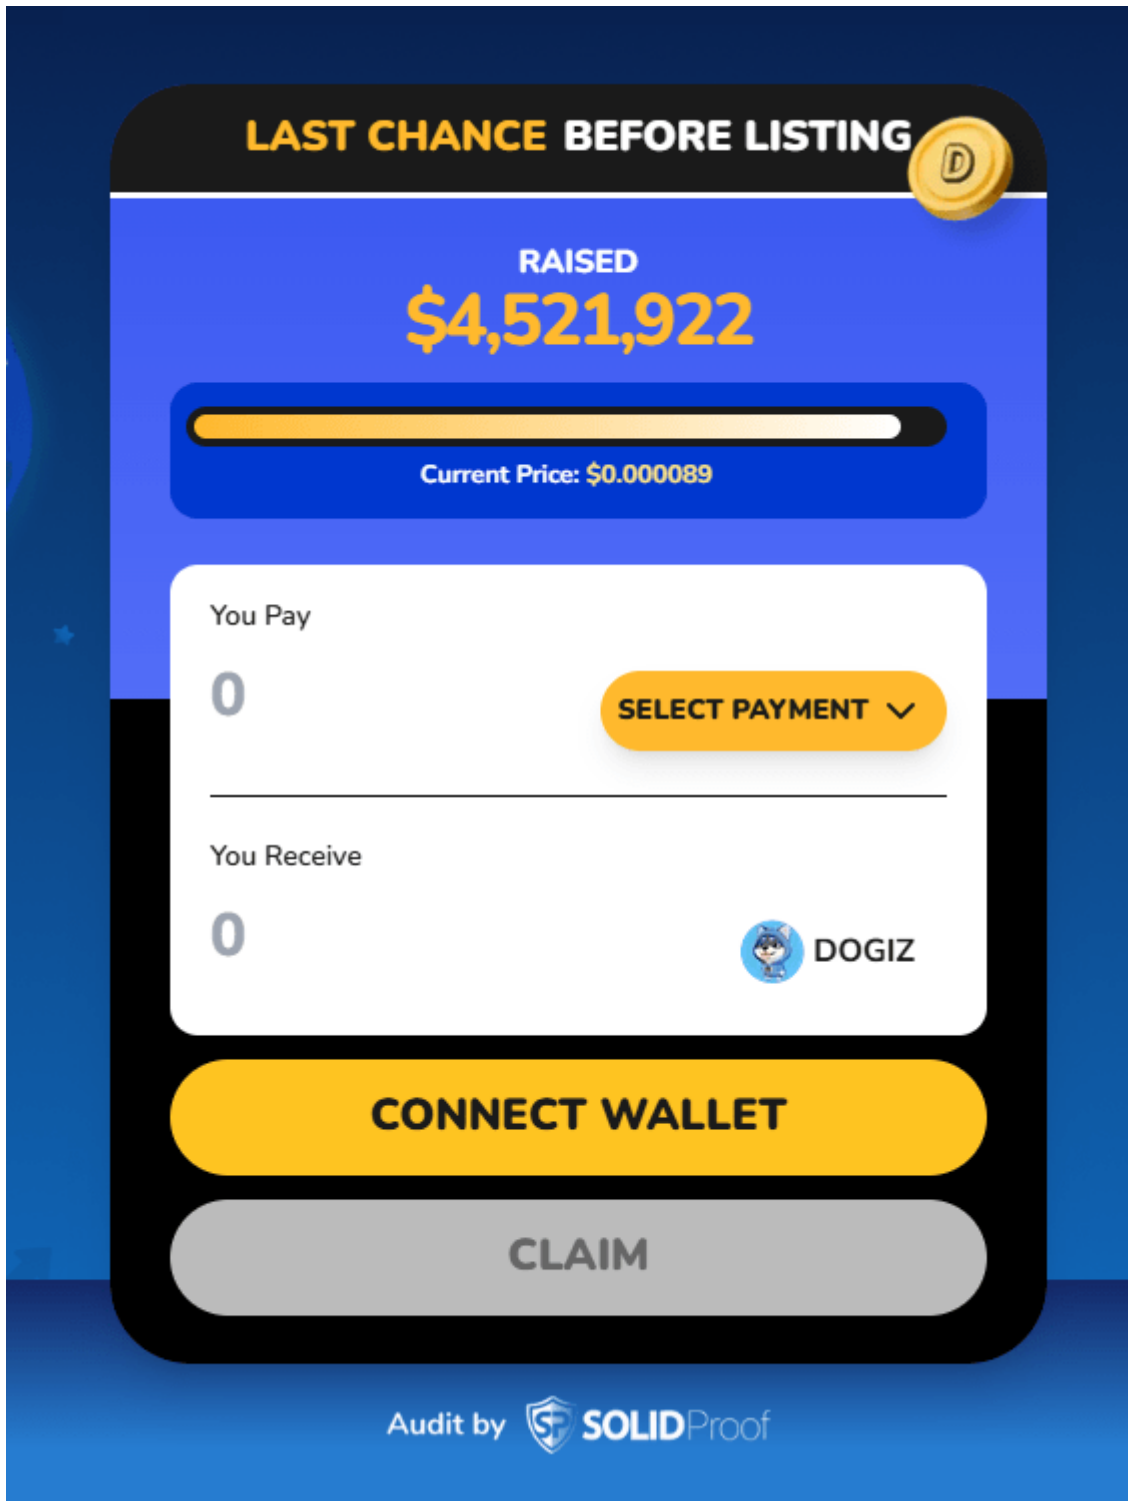 LAST CHANCE BEFORE LISTING
D
RAISED
$4,521,922
Current Price: $0.000089
You Pay
0
SELECT PAYMENT
You Receive
0
DOGIZ
CONNECT WALLET
CLAIM
Audit by SP SOLIDProof